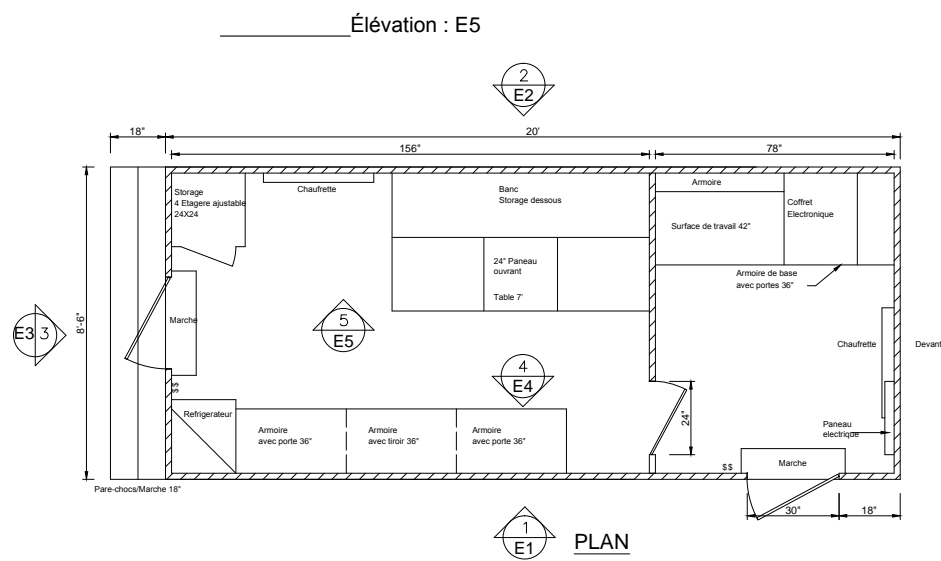 Élévation : E5
2
E2
18"
20'
156"
78"
Storage
4 Etagere ajustable
24X24
Chaufrette
Banc
Storage dessous
Armoire
Surface de travail 42"
Coffret
Electronique
24" Paneau
ouvrant
Table 7'
Armoire de base
avec portes 36"
8'-6"
E3 3
Marche
5
E5
Chaufrette
Devant
4
E4
$$
Refrigerateur
Armoire
avec porte 36"
Armoire
avec tiroir 36"
Armoire
avec porte 36"
24"
Paneau
electrique
$$
Marche
Pare-chocs/Marche 18"
30"
18"
1
E1
PLAN